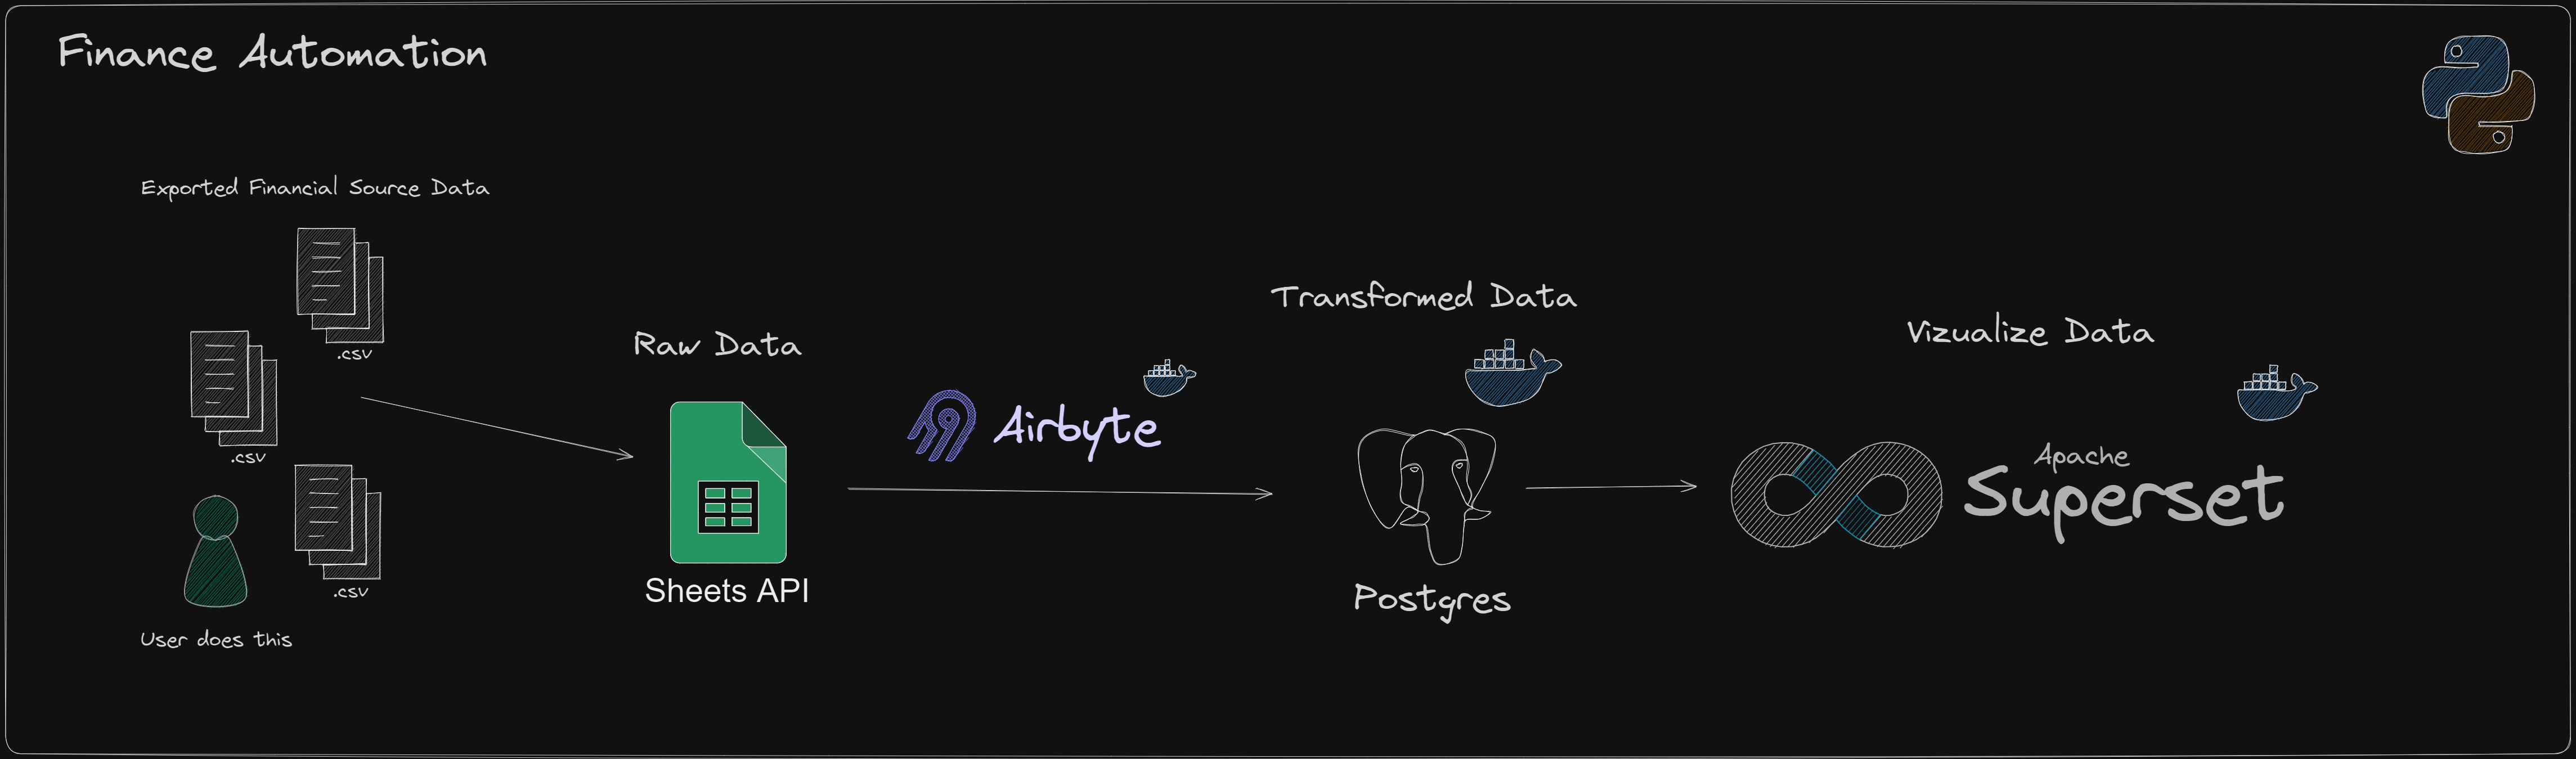 Finance Automation
Exported Financial Source Data
.csv
.csv
.csv
User does this
Raw Data
Sheets API
Airbyte
Transformed Data
Postgres
Vizualize Data
Apache
Superset